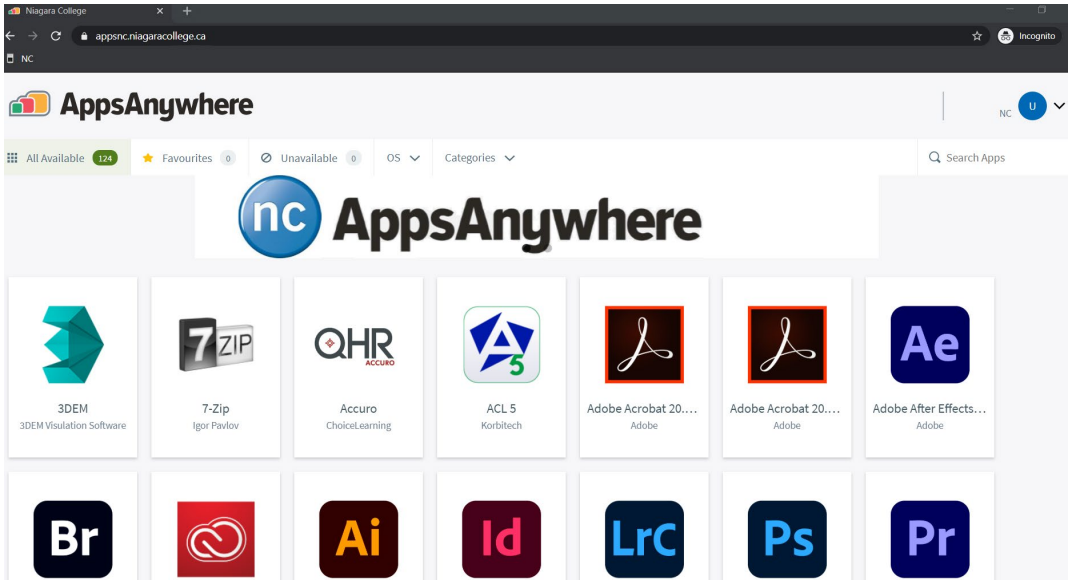 Niagara College
appsnc.niagaracollege.ca
Incognito
NC
AppsAnywhere
NC U
All Available 124 Favourites 0 Unavailable 0 OS Categories Search Apps
nc AppsAnywhere
7 ZIP
QHR
ACCURO
5
Ae
3DEM 7-Zip Accuro ACL 5 Adobe Acrobat 20.... Adobe Acrobat 20.... Adobe After Effects...
3DEM Visulation Software Igor Pavlov ChoiceLearning Korbitech Adobe Adobe Adobe
Br Ai Id LrC Ps Pr